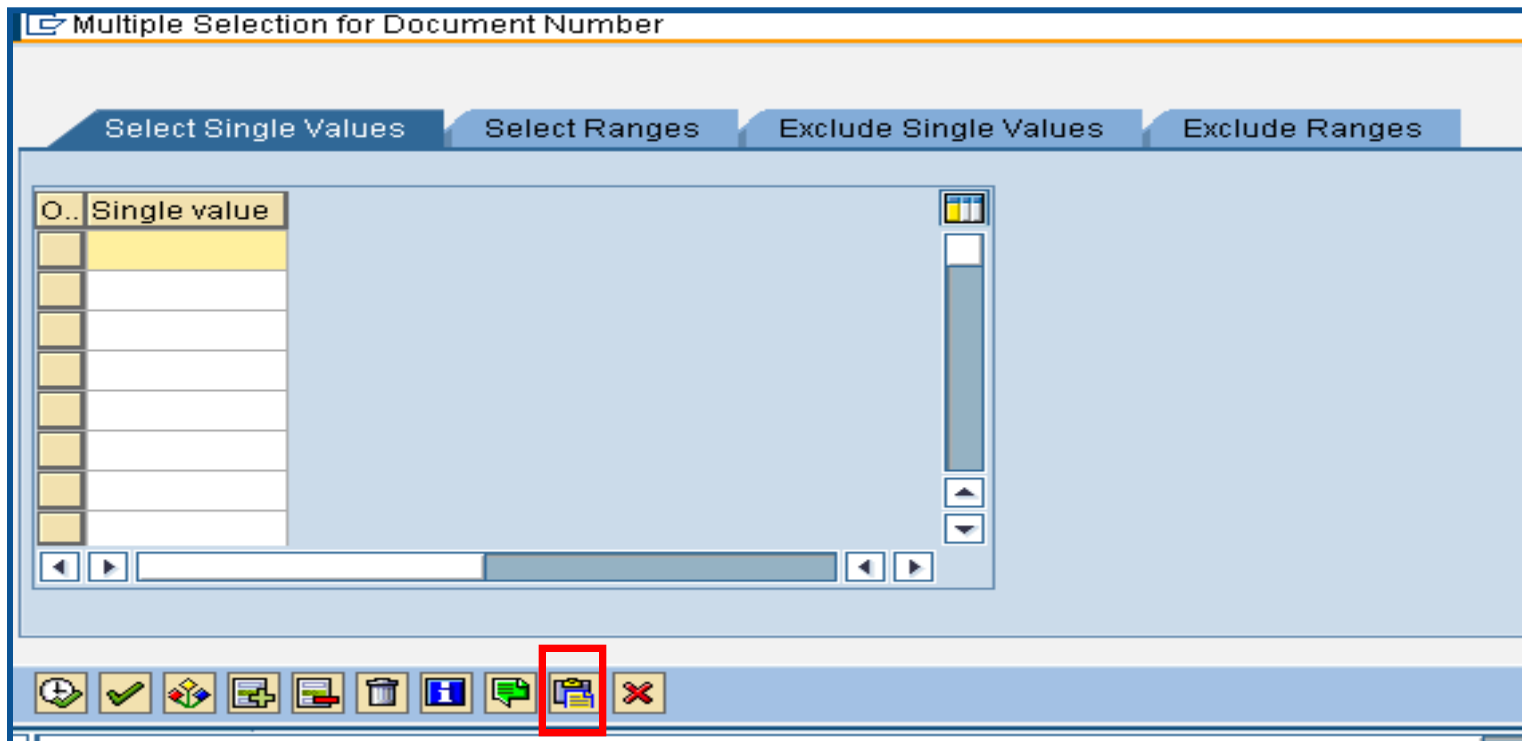 Multiple Selection for Document Number
Select Single Values Select Ranges Exclude Single Values Exclude Ranges
O.. Single value